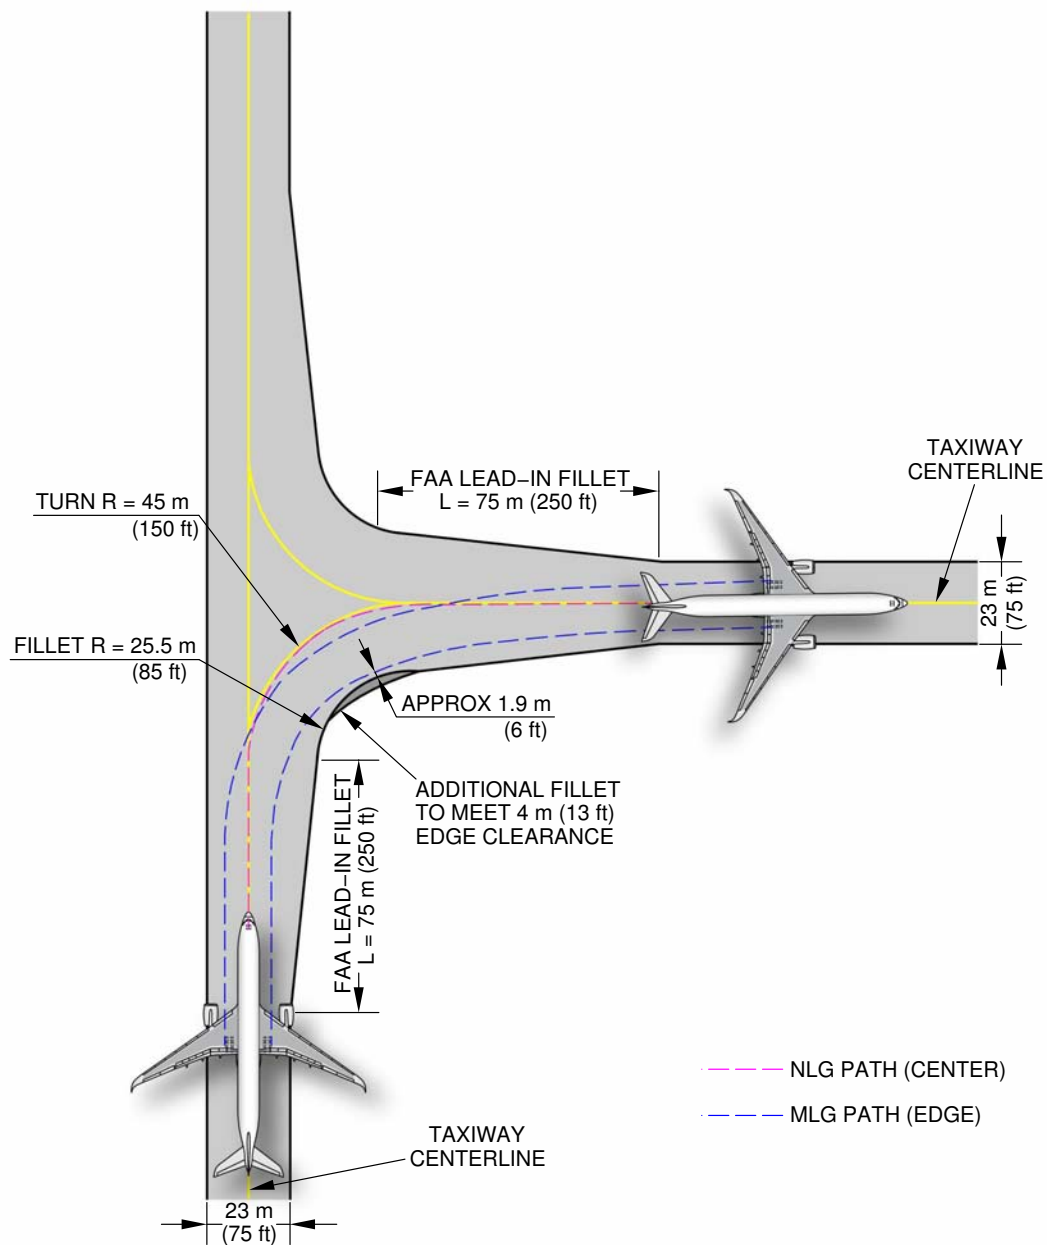 FAA LEAD−IN FILLET
L = 75 m (250 ft)
TAXIWAY
CENTERLINE
TURN R = 45 m
(150 ft)
23 m
(75 ft)
FILLET R = 25.5 m
(85 ft)
APPROX 1.9 m
(6 ft)
ADDITIONAL FILLET
TO MEET 4 m (13 ft)
EDGE CLEARANCE
FAA LEAD−IN FILLET
L = 75 m (250 ft)
NLG PATH (CENTER)
MLG PATH (EDGE)
TAXIWAY
CENTERLINE
23 m
(75 ft)